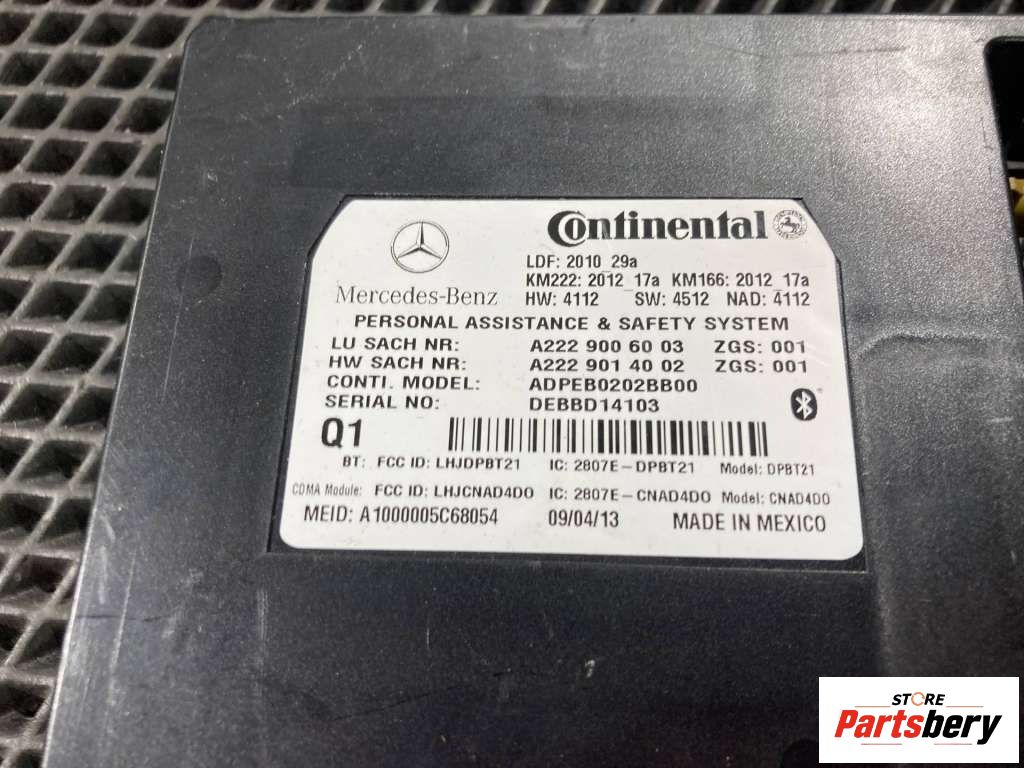 Continental
LDF: 2010_29a
KM222: 2012_17a KM166: 2012_17a
Mercedes-Benz HW: 4112 SW: 4512 NAD: 4112
PERSONAL ASSISTANCE & SAFETY SYSTEM
LU SACH NR: A222 900 60 03 ZGS: 001
HW SACH NR: A222 901 40 02 ZGS: 001
CONTI. MODEL: ADPEB0202BB00
SERIAL NO: DEBBD14103
Q1
BT: FCC ID: LHJDPBT21 IC: 2807E-DPBT21 Model: DPBT21
CDMA Module: FCC ID: LHJCNAD4DO IC: 2807E-CNAD4DO Model: CNAD4DO
MEID: A1000005C68054 09/04/13 MADE IN MEXICO
STORE
Partsbery